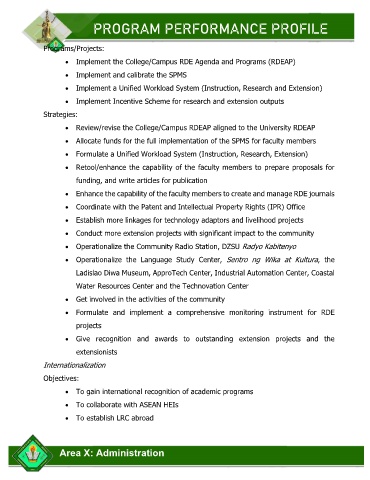 PROGRAM PERFORMANCE PROFILE
Programs/Projects:
• Implement the College/Campus RDE Agenda and Programs (RDEAP)
• Implement and calibrate the SPMS
• Implement a Unified Workload System (Instruction, Research and Extension)
• Implement Incentive Scheme for research and extension outputs
Strategies:
• Review/revise the College/Campus RDEAP aligned to the University RDEAP
• Allocate funds for the full implementation of the SPMS for faculty members
• Formulate a Unified Workload System (Instruction, Research, Extension)
• Retool/enhance the capability of the faculty members to prepare proposals for
funding, and write articles for publication
• Enhance the capability of the faculty members to create and manage RDE journals
• Coordinate with the Patent and Intellectual Property Rights (IPR) Office
• Establish more linkages for technology adaptors and livelihood projects
• Conduct more extension projects with significant impact to the community
• Operationalize the Community Radio Station, DZSU Radyo Kabitenyo
• Operationalize the Language Study Center, Sentro ng Wika at Kultura, the
Ladislao Diwa Museum, ApproTech Center, Industrial Automation Center, Coastal
Water Resources Center and the Technovation Center
• Get involved in the activities of the community
• Formulate and implement a comprehensive monitoring instrument for RDE
projects
• Give recognition and awards to outstanding extension projects and the
extensionists
Internationalization
Objectives:
• To gain international recognition of academic programs
• To collaborate with ASEAN HEIs
• To establish LRC abroad
Area X: Administration